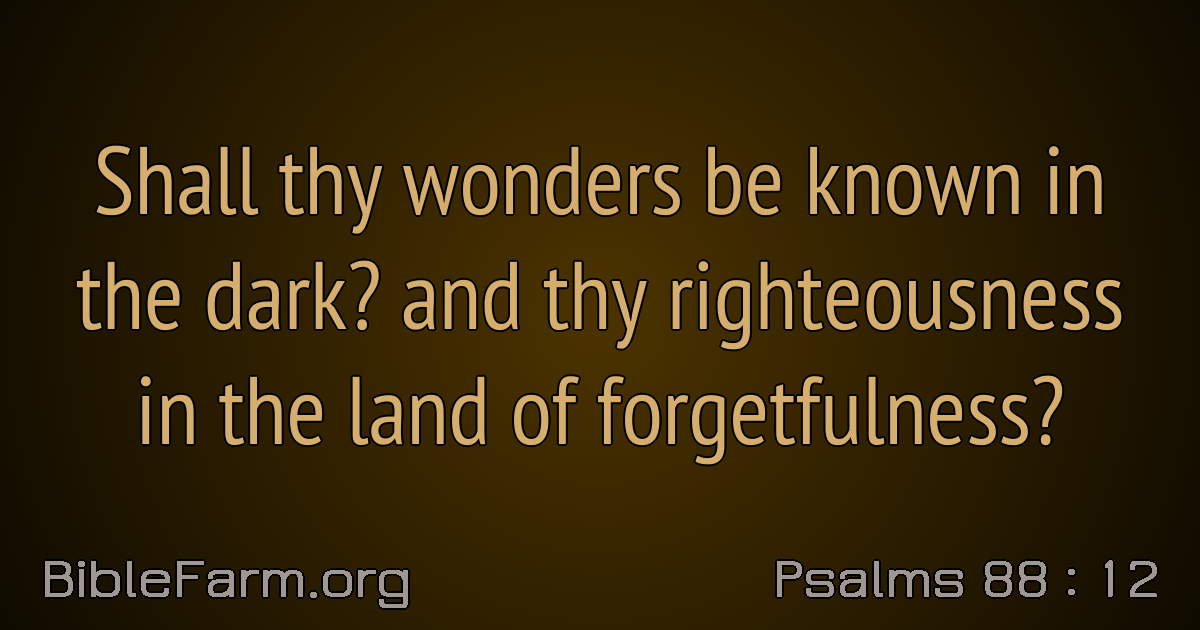 Shall thy wonders be known in
the dark? and thy righteousness
in the land of forgetfulness?
BibleFarm.org
Psalms 88 : 12